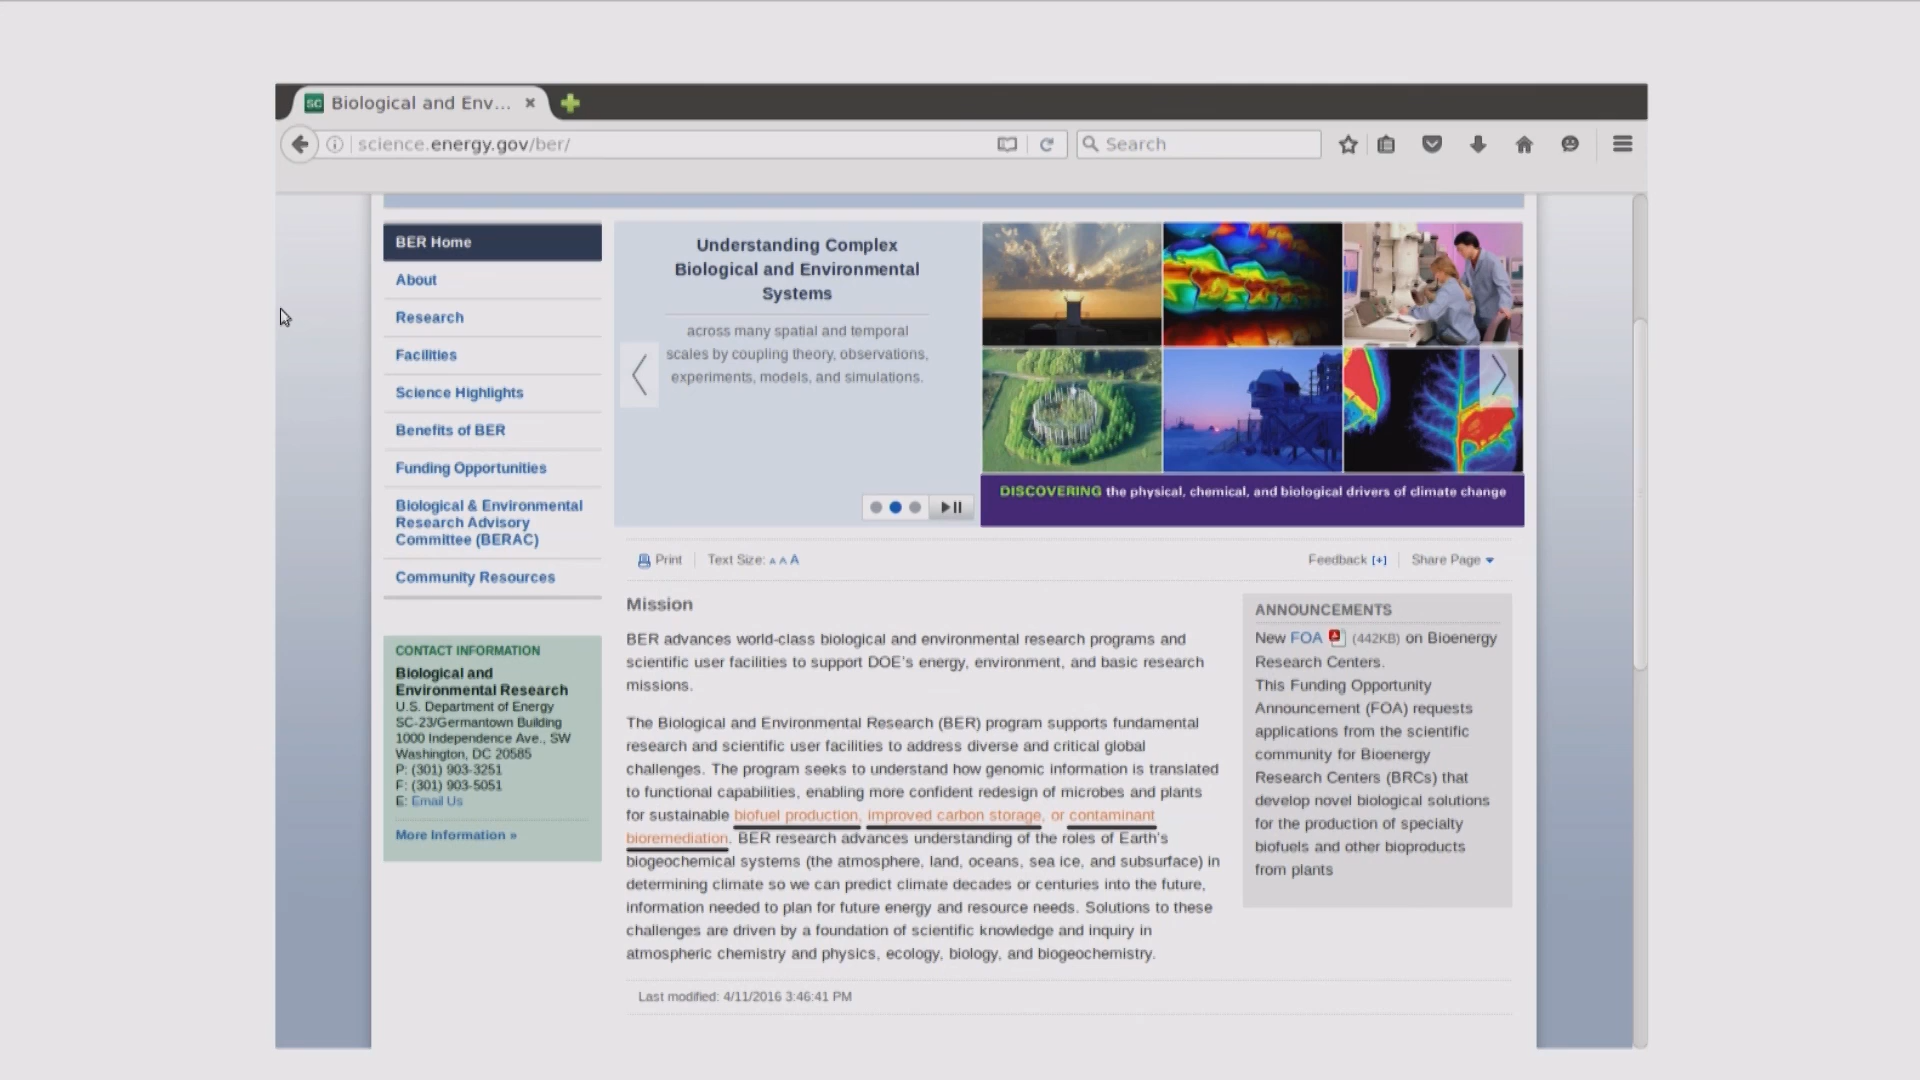 SC Biological and Env...
science.energy.gov/ber/
Search
BER Home
About
Research
Facilities
Science Highlights
Benefits of BER
Funding Opportunities
Biological & Environmental
Research Advisory
Committee (BERAC)
Community Resources
CONTACT INFORMATION
Biological and
Environmental Research
U.S. Department of Energy
SC-23/Germantown Building
1000 Independence Ave., SW
Washington, DC 20585
P: (301) 903-3251
F: (301) 903-5051
E: Email Us
More Information »
Understanding Complex
Biological and Environmental
Systems
across many spatial and temporal
scales by coupling theory, observations,
experiments, models, and simulations.
DISCOVERING the physical, chemical, and biological drivers of climate change
Print Text Size: A A A
Feedback [+] Share Page
Mission
BER advances world-class biological and environmental research programs and
scientific user facilities to support DOE's energy, environment, and basic research
missions.
The Biological and Environmental Research (BER) program supports fundamental
research and scientific user facilities to address diverse and critical global
challenges. The program seeks to understand how genomic information is translated
to functional capabilities, enabling more confident redesign of microbes and plants
for sustainable biofuel production, improved carbon storage, or contaminant
bioremediation. BER research advances understanding of the roles of Earth's
biogeochemical systems (the atmosphere, land, oceans, sea ice, and subsurface) in
determining climate so we can predict climate decades or centuries into the future,
information needed to plan for future energy and resource needs. Solutions to these
challenges are driven by a foundation of scientific knowledge and inquiry in
atmospheric chemistry and physics, ecology, biology, and biogeochemistry.
Last modified: 4/11/2016 3:46:41 PM
ANNOUNCEMENTS
New FOA (442KB) on Bioenergy
Research Centers.
This Funding Opportunity
Announcement (FOA) requests
applications from the scientific
community for Bioenergy
Research Centers (BRCs) that
develop novel biological solutions
for the production of specialty
biofuels and other bioproducts
from plants